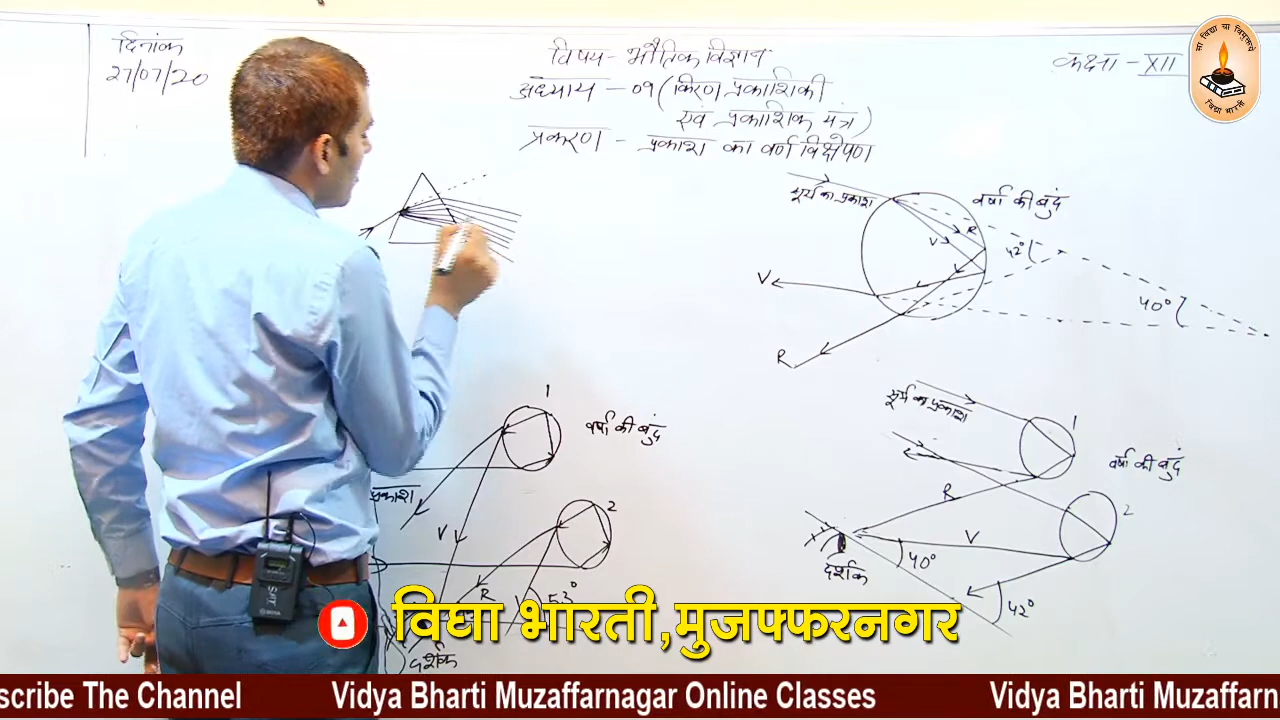 दिनांक
27/07/20
विषय - भौतिक विज्ञान
अध्याय - 09 (किरण प्रकाशिकी
एवं प्रकाशिक यंत्र)
प्रकरण - प्रकाश का वर्ण विक्षेपण
कक्षा - XII
सा विद्या या विमुक्तये
विद्या भारती
सूर्य का प्रकाश
वर्षा की बुंद
R
V
42°
40°
V
R
1
वर्षा की बुंद
प्रकाश
2
V
R
53°
दर्शक
सूर्य का प्रकाश
1
वर्षा की बुंद
2
R
V
40°
42°
दर्शक
विद्या भारती,मुजफ्फरनगर
scribe The Channel Vidya Bharti Muzaffarnagar Online Classes Vidya Bharti Muzaffarn